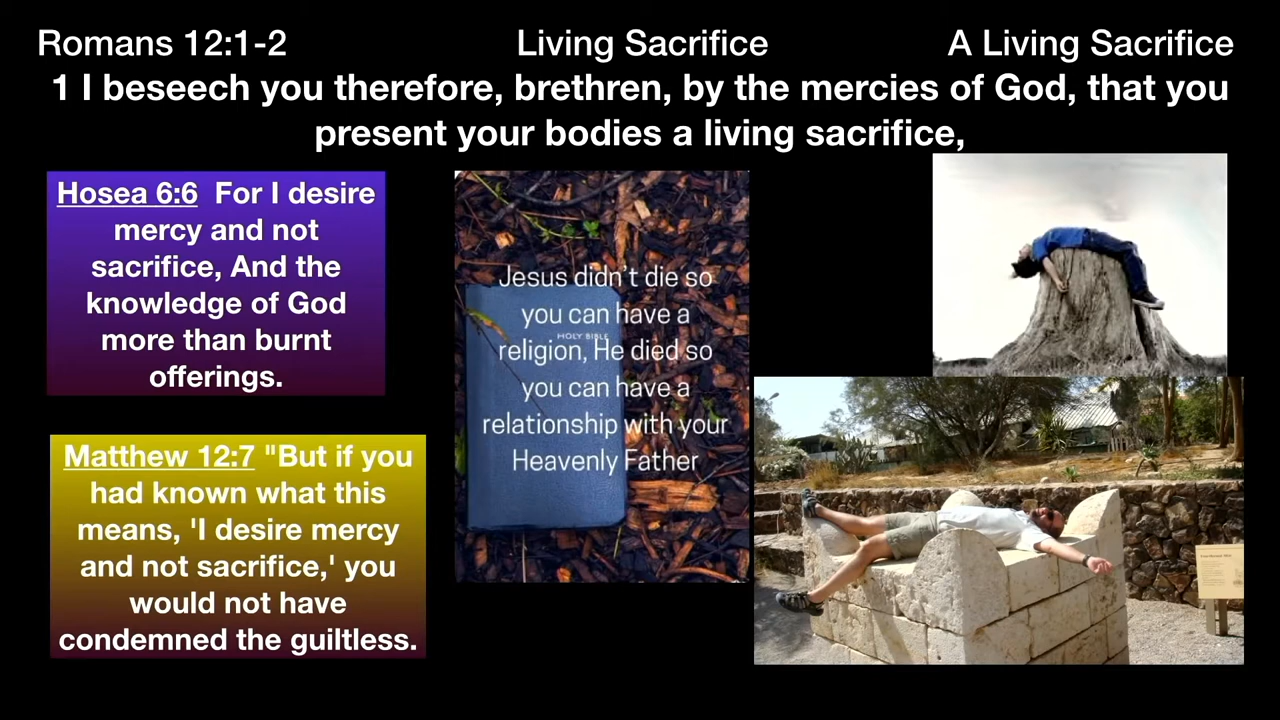 Romans 12:1-2
Living Sacrifice
A Living Sacrifice
1 I beseech you therefore, brethren, by the mercies of God, that you
present your bodies a living sacrifice,
Hosea 6:6 For I desire
mercy and not
sacrifice, And the
knowledge of God
more than burnt
offerings.
Matthew 12:7 "But if you
had known what this
means, 'I desire mercy
and not sacrifice,' you
would not have
condemned the guiltless.
Jesus didn't die so
you can have a
HOLY BIBLE
religion, He died so
you can have a
relationship with your
Heavenly Father